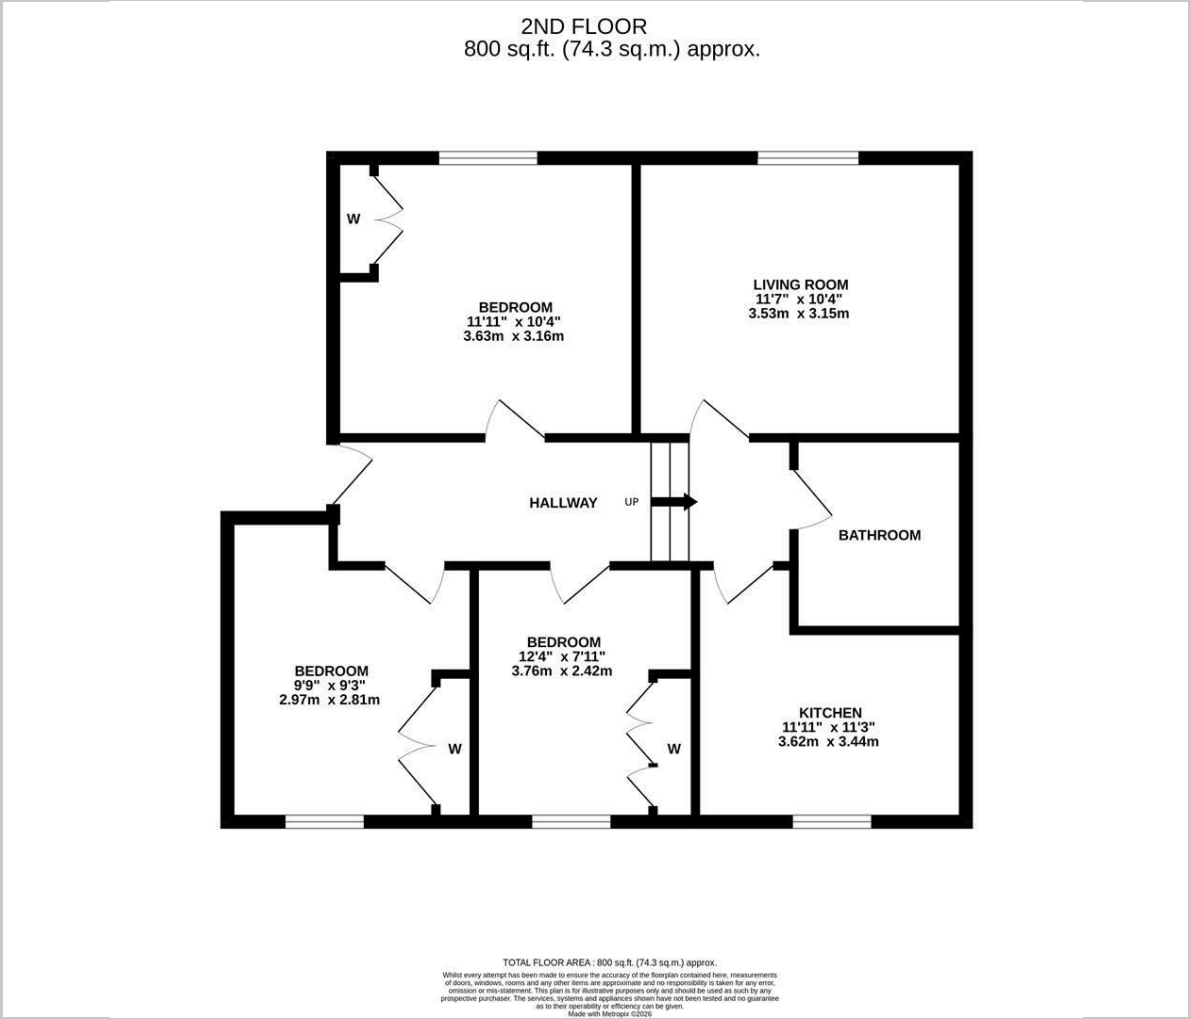 2ND FLOOR
800 sq.ft. (74.3 sq.m.) approx.
W
BEDROOM
11'11" x 10'4"
3.63m x 3.16m
LIVING ROOM
11'7" x 10'4"
3.53m x 3.15m
HALLWAY
UP
BATHROOM
BEDROOM
9'9" x 9'3"
2.97m x 2.81m
W
BEDROOM
12'4" x 7'11"
3.76m x 2.42m
W
KITCHEN
11'11" x 11'3"
3.62m x 3.44m
TOTAL FLOOR AREA : 800 sq.ft. (74.3 sq.m.) approx.
Whilst every attempt has been made to ensure the accuracy of the floorplan contained here, measurements
of doors, windows, rooms and any other items are approximate and no responsibility is taken for any error,
omission or mis-statement. This plan is for illustrative purposes only and should be used as such by any
prospective purchaser. The services, systems and appliances shown have not been tested and no guarantee
as to their operability or efficiency can be given.
Made with Metropix ©2026